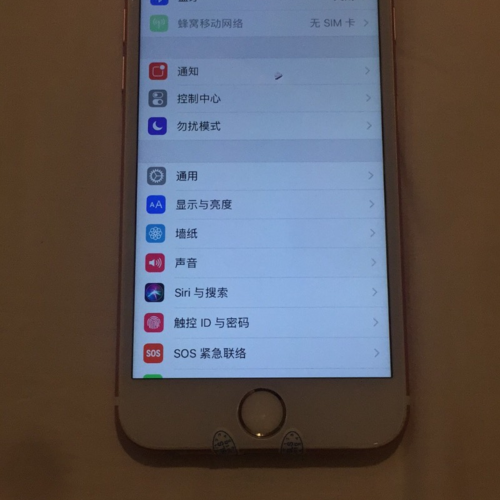 蜂窝移动网络 无 SIM 卡
通知
控制中心
勿扰模式
通用
AA 显示与亮度
墙纸
声音
Siri 与搜索
触控 ID 与密码
SOS SOS 紧急联络